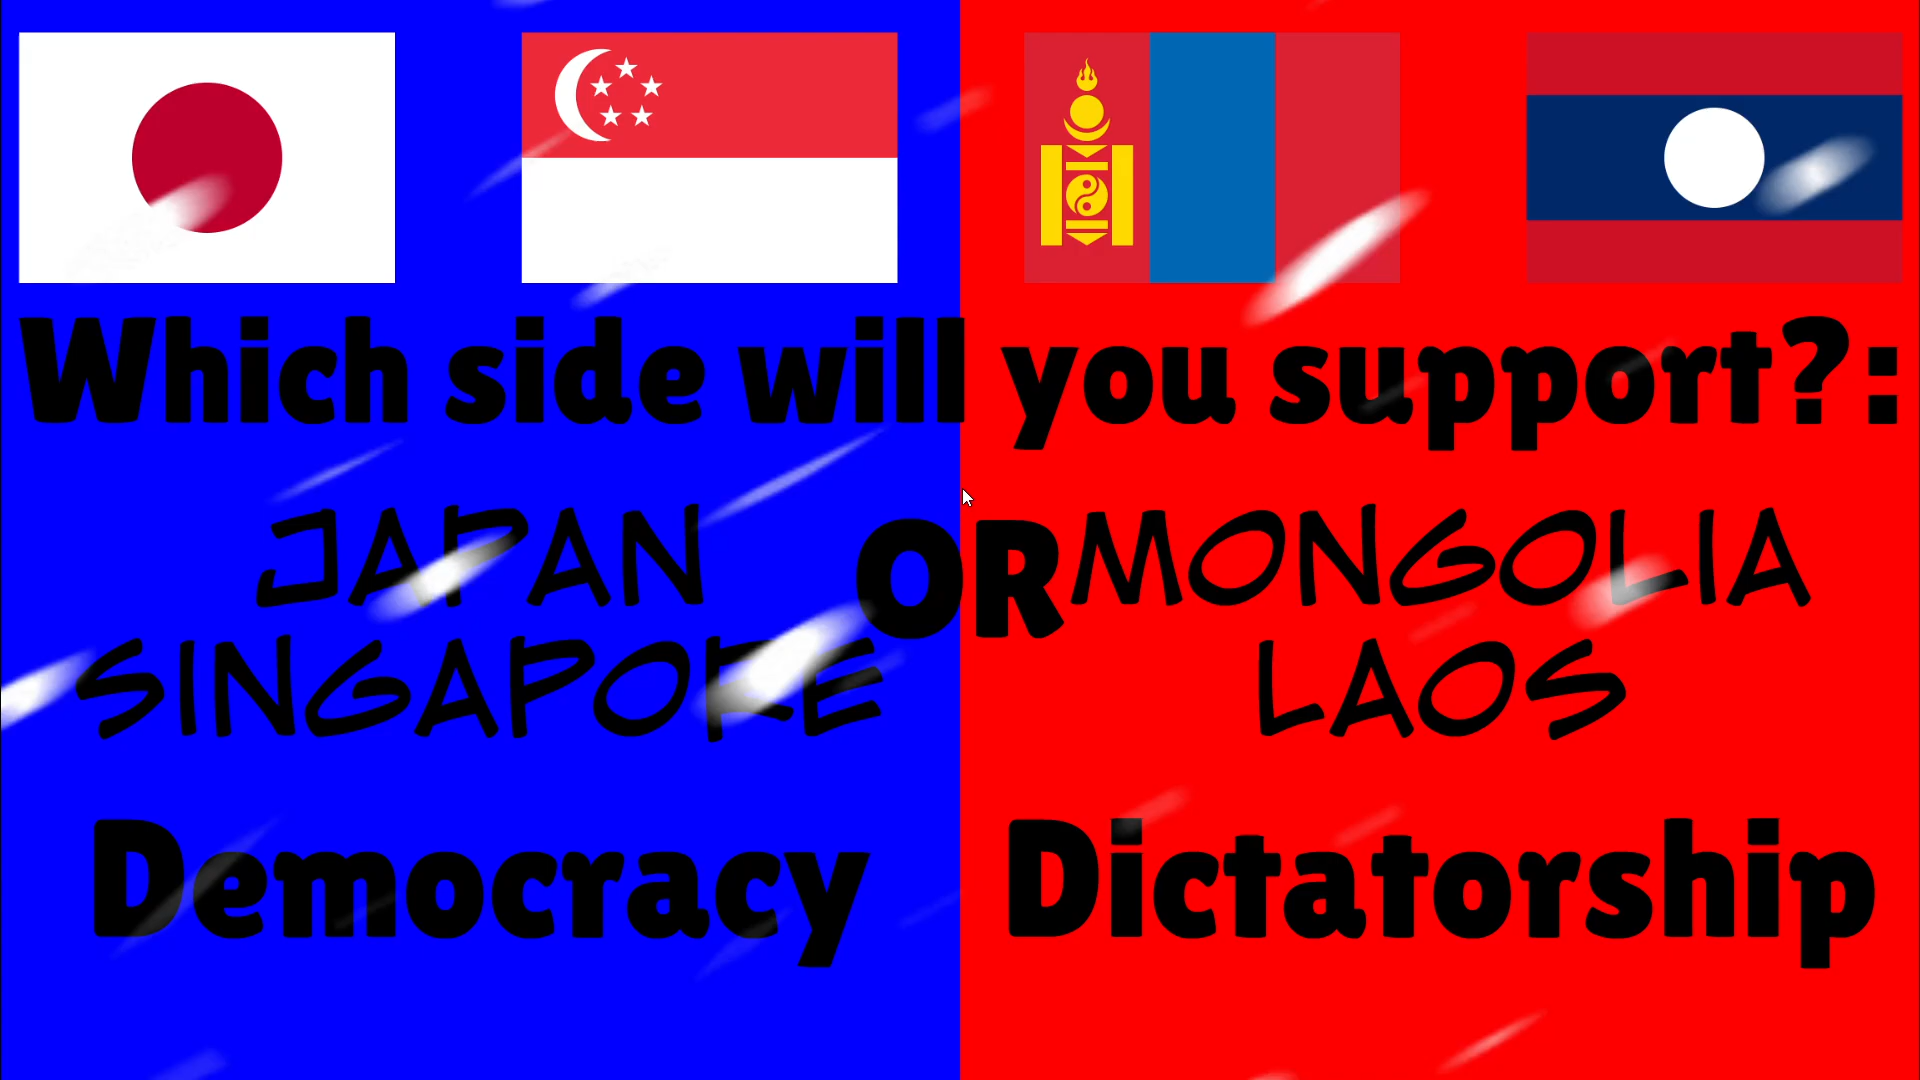 Which side will you support?:
JAPAN
SINGAPORE
OR
MONGOLIA
LAOS
Democracy
Dictatorship